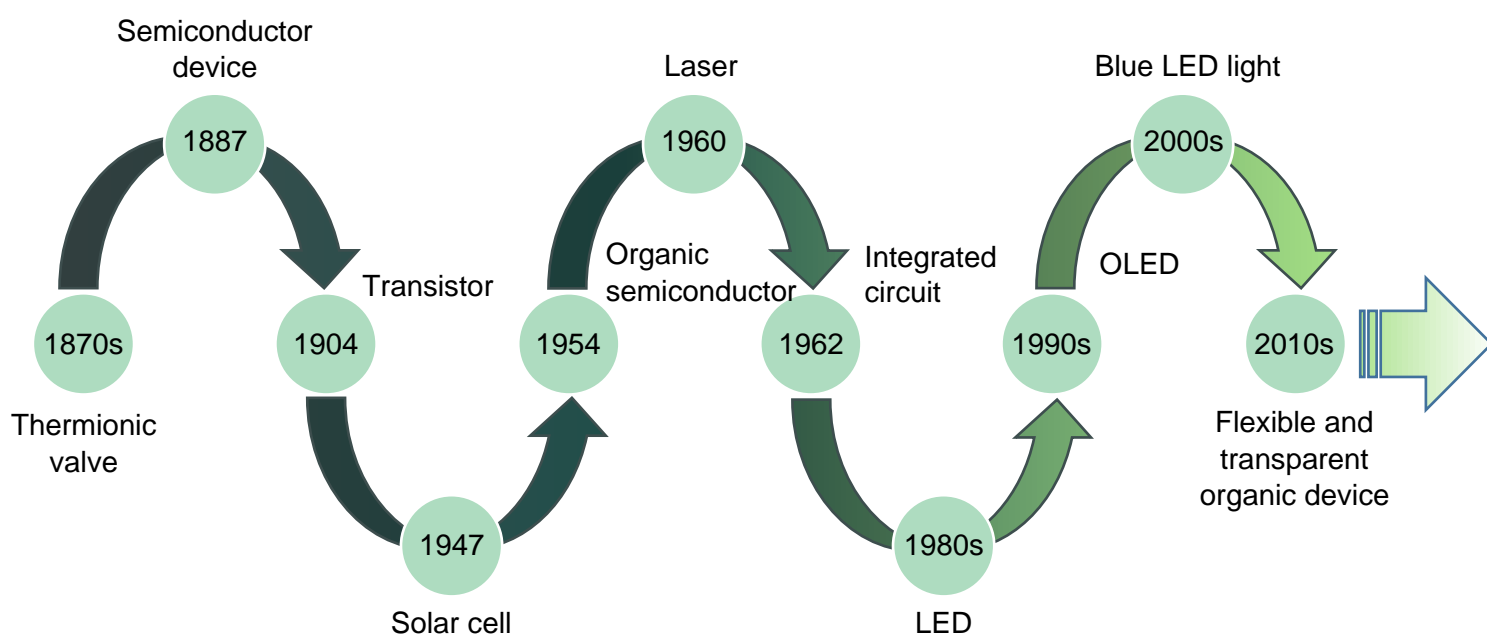 Semiconductor
device
1887
1870s
Thermionic
valve
Transistor
1904
1947
Solar cell
Organic
semiconductor
1954
Laser
1960
Integrated
circuit
1962
1980s
LED
OLED
1990s
Blue LED light
2000s
2010s
Flexible and
transparent
organic device